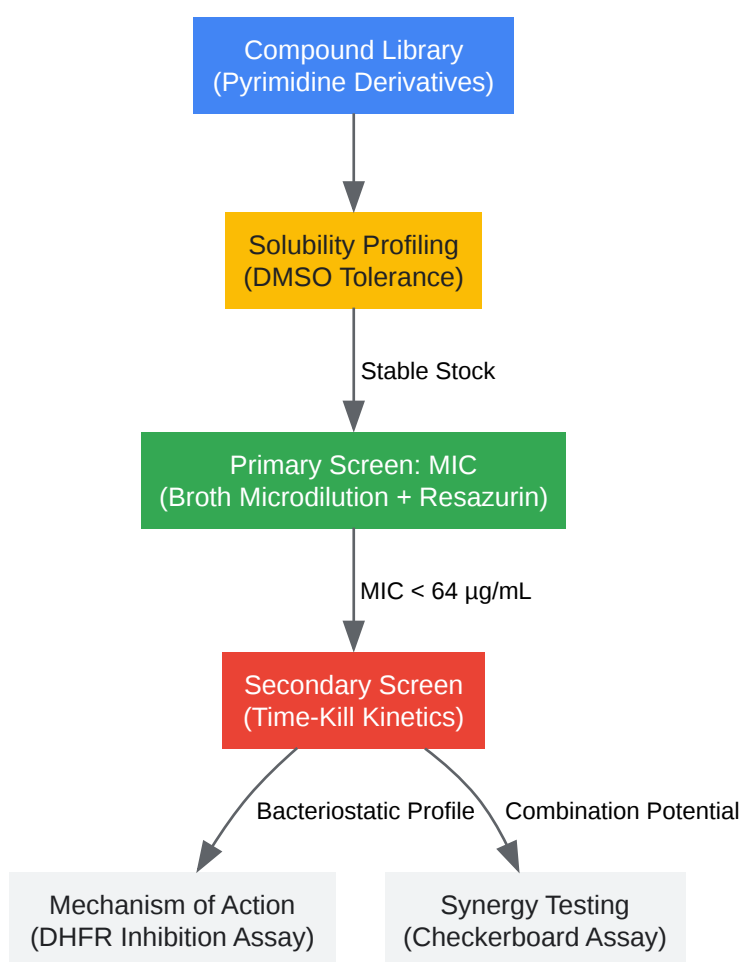 Compound Library
(Pyrimidine Derivatives)
Solubility Profiling
(DMSO Tolerance)
Stable Stock
Primary Screen: MIC
(Broth Microdilution + Resazurin)
MIC < 64 µg/mL
Secondary Screen
(Time-Kill Kinetics)
Bacteriostatic Profile
Combination Potential
Mechanism of Action
(DHFR Inhibition Assay)
Synergy Testing
(Checkerboard Assay)